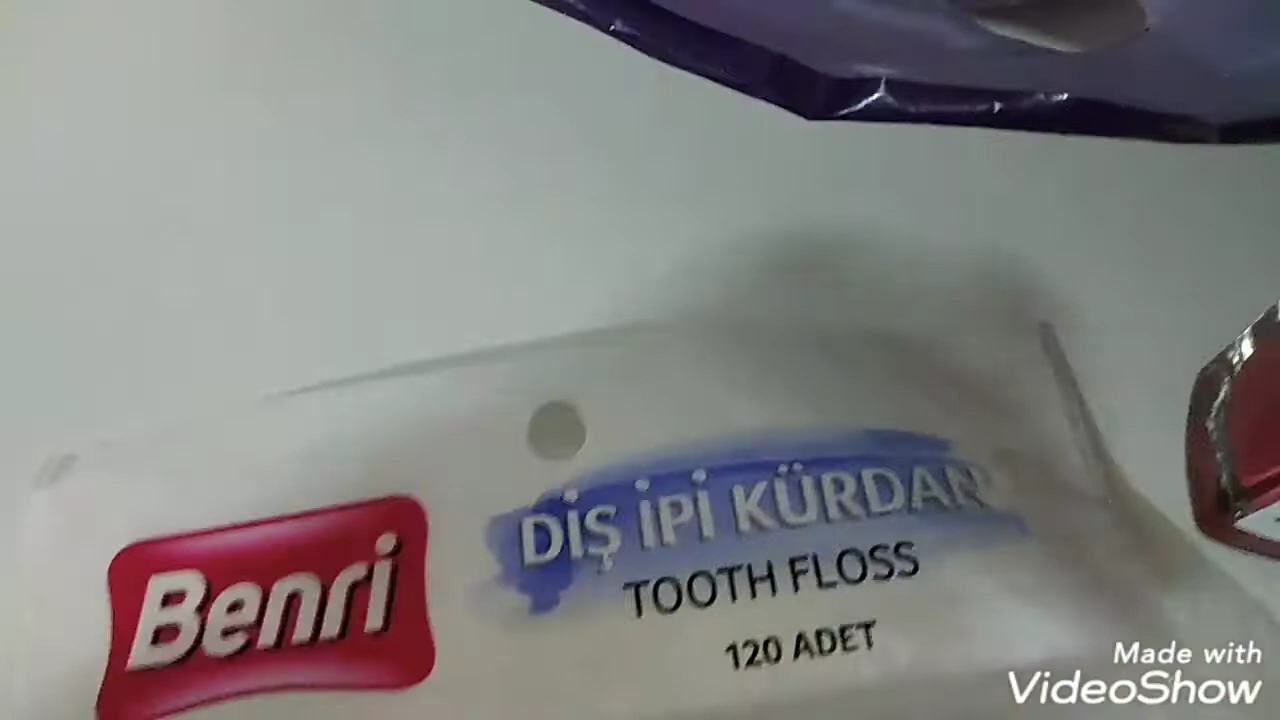 Benri
DİŞ İPİ KÜRDAN
TOOTH FLOSS
120 ADET
Made with
VideoShow